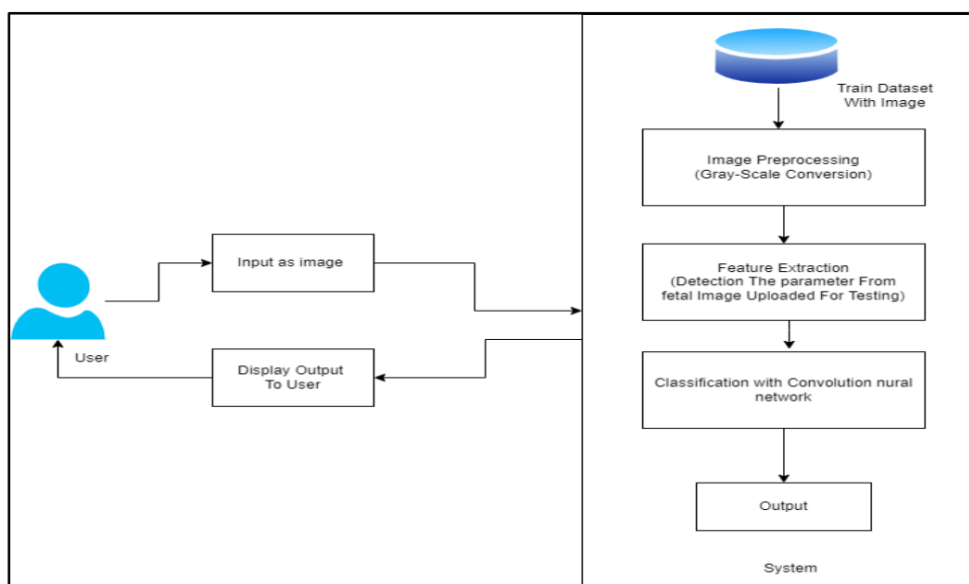 Train Dataset
With Image
Image Preprocessing
(Gray-Scale Conversion)
Input as image
Feature Extraction
(Detection The parameter From
fetal Image Uploaded For Testing)
User
Display Output
To User
Classification with Convolution nural
network
Output
System